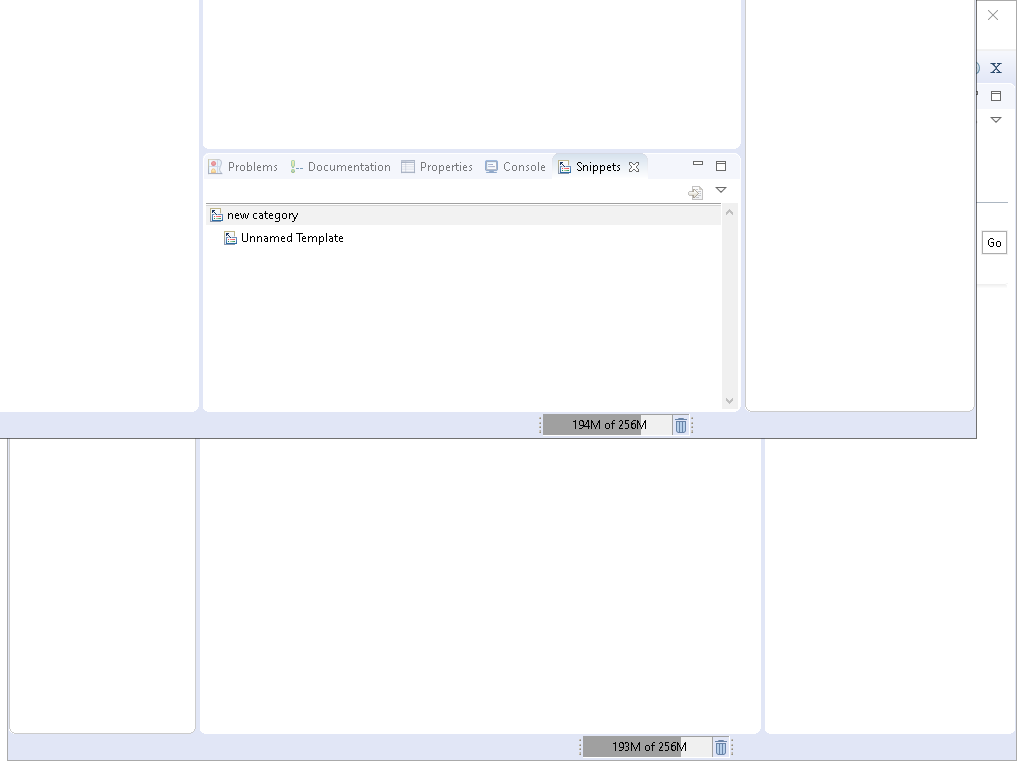 Problems Documentation Properties Console Snippets
new category
Unnamed Template
Go
194M of 256M
193M of 256M